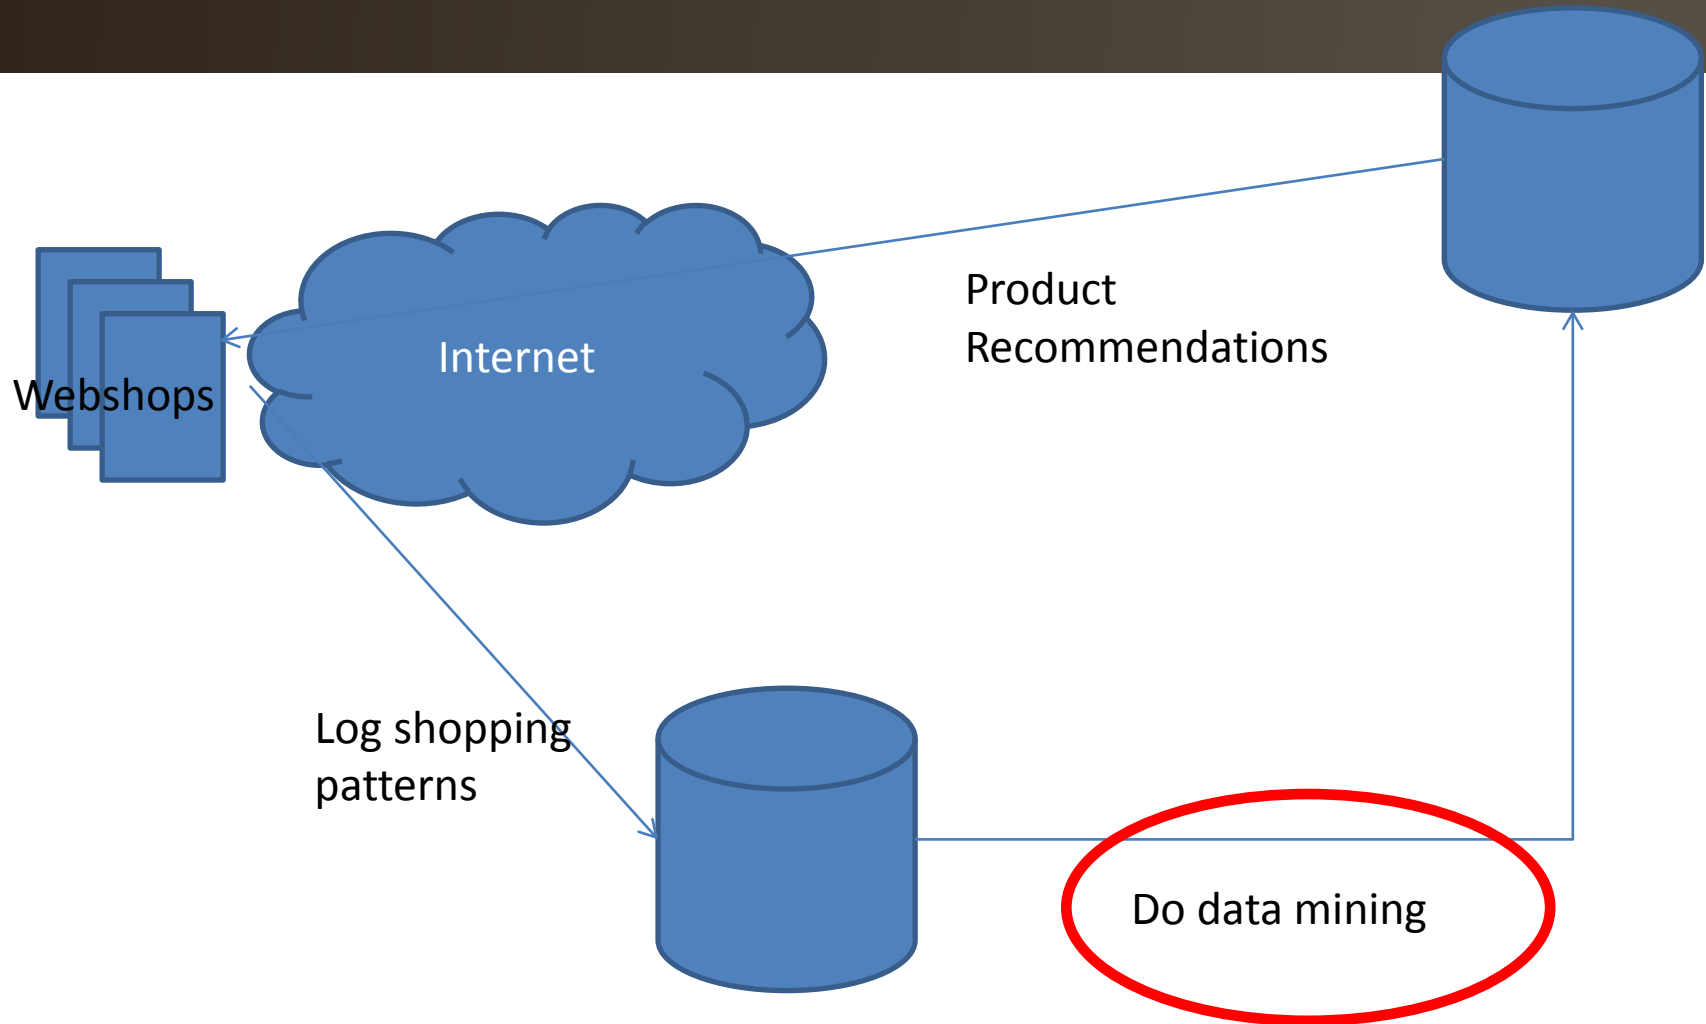 Product
Recommendations
Internet
Webshops
Log shopping
patterns
Do data mining